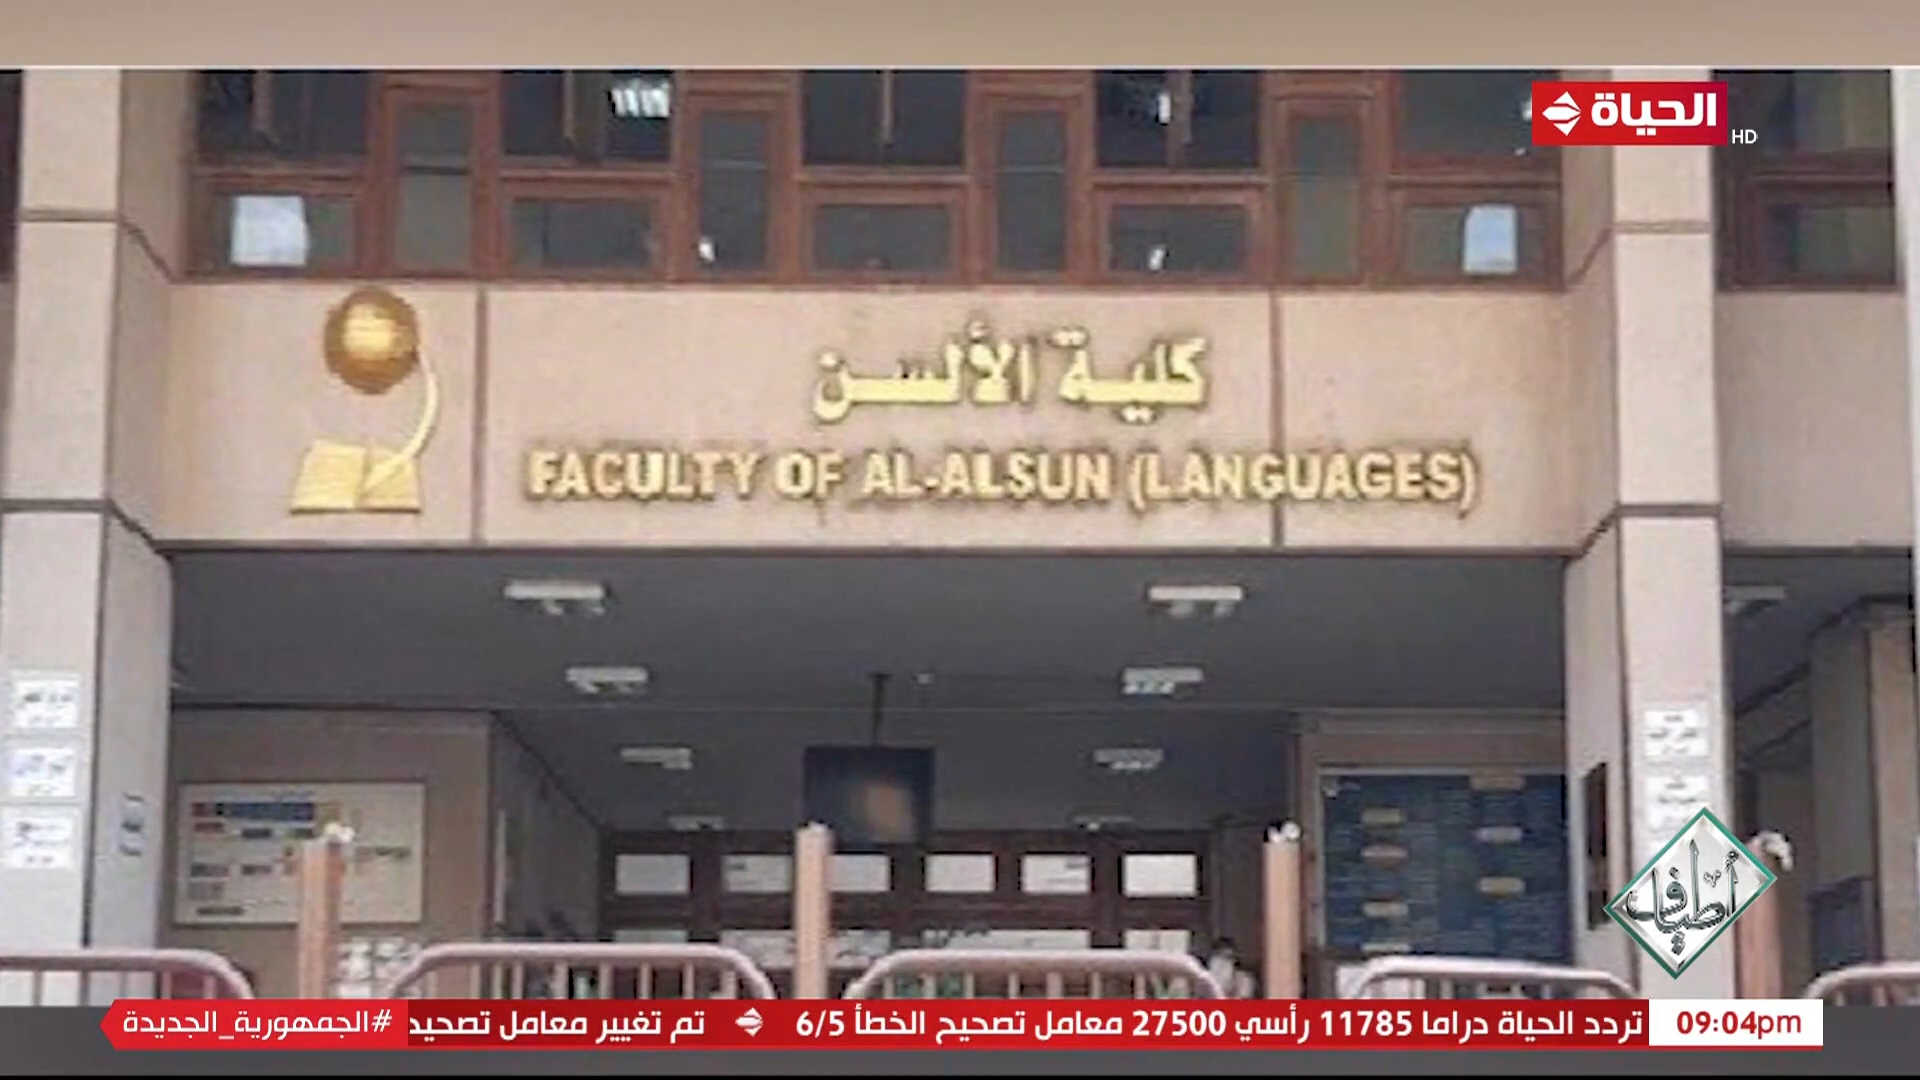 الحياة
HD
كلية الألسن
FACULTY OF AL-ALSUN (LANGUAGES)
أطياف
09:04pm
تردد الحياة دراما 11785 رأسي 27500 معامل تصحيح الخطأ 6/5
تم تغيير معامل تصحيح
#الجمهورية_الجديدة